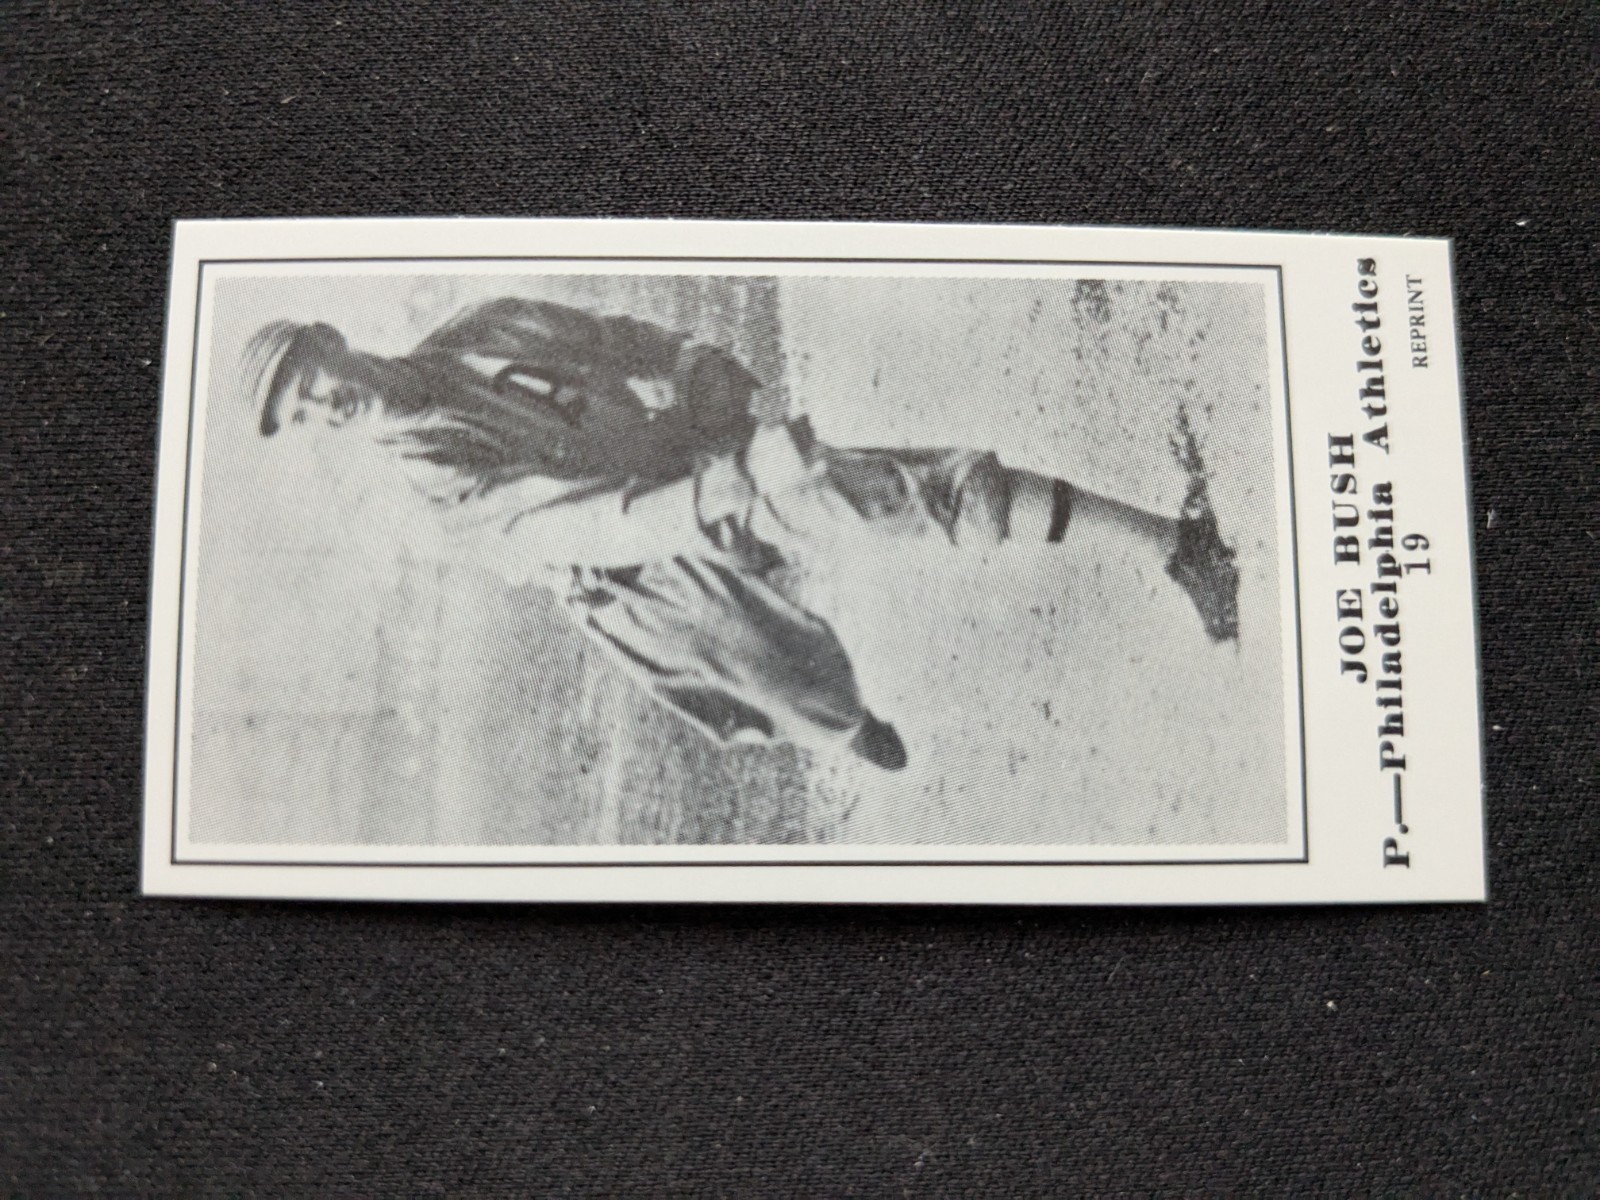 JOE BUSH
P.—Philadelphia Athletics
19
REPRINT